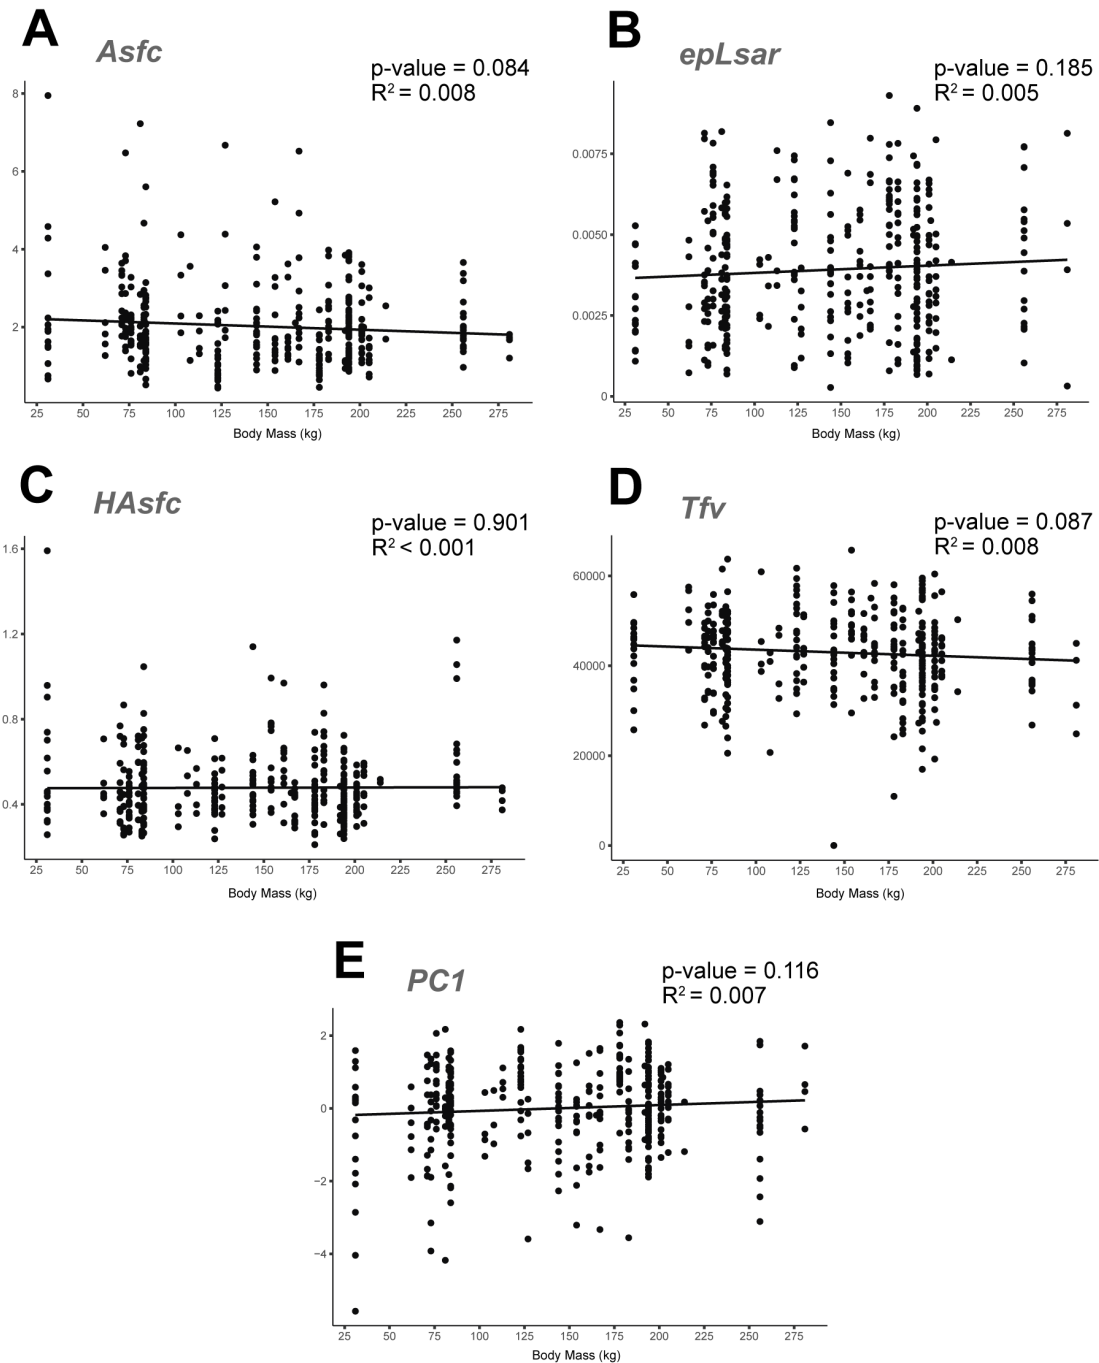 A
Asfc
p-value = 0.084
R² = 0.008
8
6
4
2
25 50 75 100 125 150 175 200 225 250 275
Body Mass (kg)
B
epLsar
p-value = 0.185
R² = 0.005
0.0075
0.0050
0.0025
0
25 50 75 100 125 150 175 200 225 250 275
Body Mass (kg)
C
HAsfc
p-value = 0.901
R² < 0.001
1.6
1.2
0.8
0.4
25 50 75 100 125 150 175 200 225 250 275
Body Mass (kg)
D
Tfv
p-value = 0.087
R² = 0.008
60000
40000
20000
0
25 50 75 100 125 150 175 200 225 250 275
Body Mass (kg)
E
PC1
p-value = 0.116
R² = 0.007
2
0
−2
−4
25 50 75 100 125 150 175 200 225 250 275
Body Mass (kg)